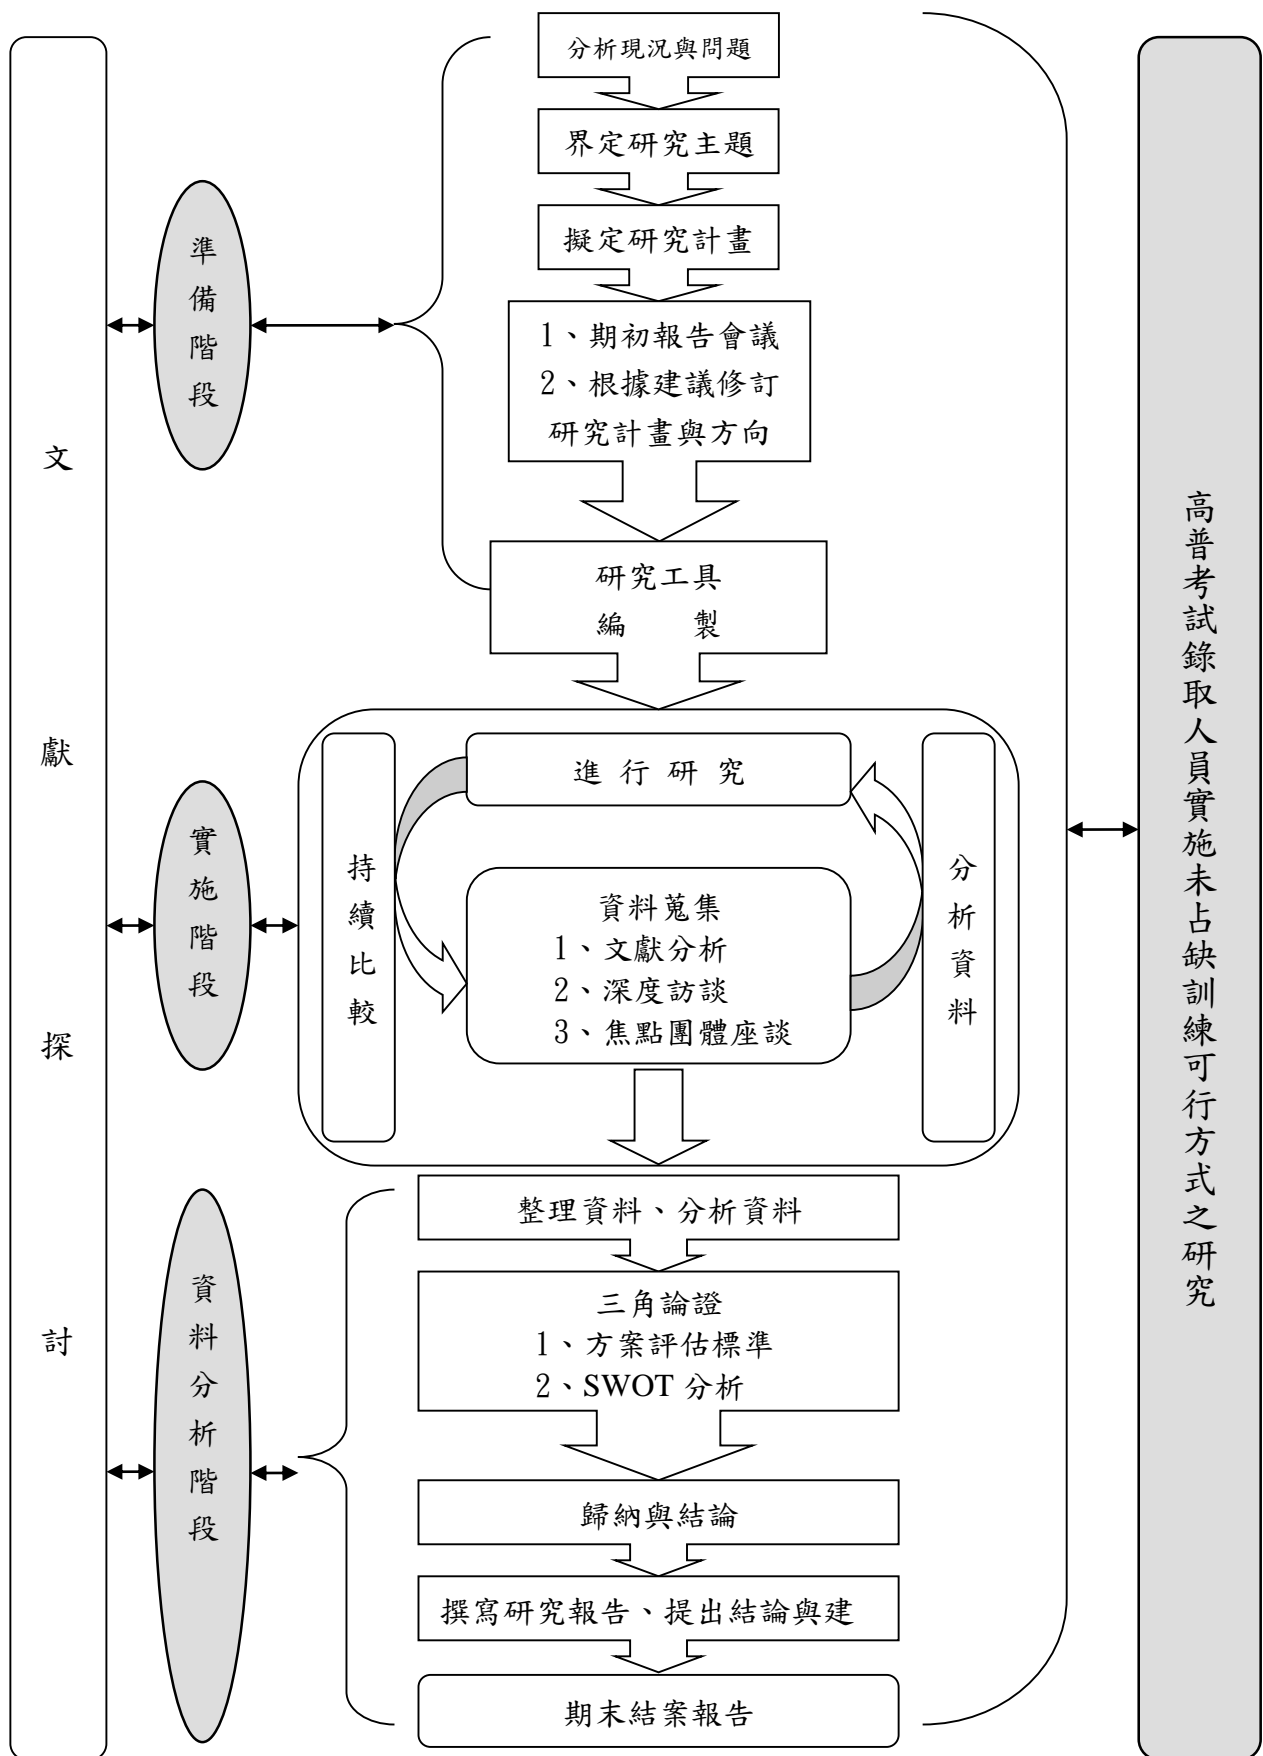 文獻探討
準備階段
實施階段
資料分析階段
分析現況與問題
界定研究主題
擬定研究計畫
1、期初報告會議
2、根據建議修訂
研究計畫與方向
研究工具
編 製
進 行 研 究
持續比較
資料蒐集
1、文獻分析
2、深度訪談
3、焦點團體座談
分析資料
整理資料、分析資料
三角論證
1、方案評估標準
2、SWOT 分析
歸納與結論
撰寫研究報告、提出結論與建
期末結案報告
高普考試錄取人員實施未占缺訓練可行方式之研究